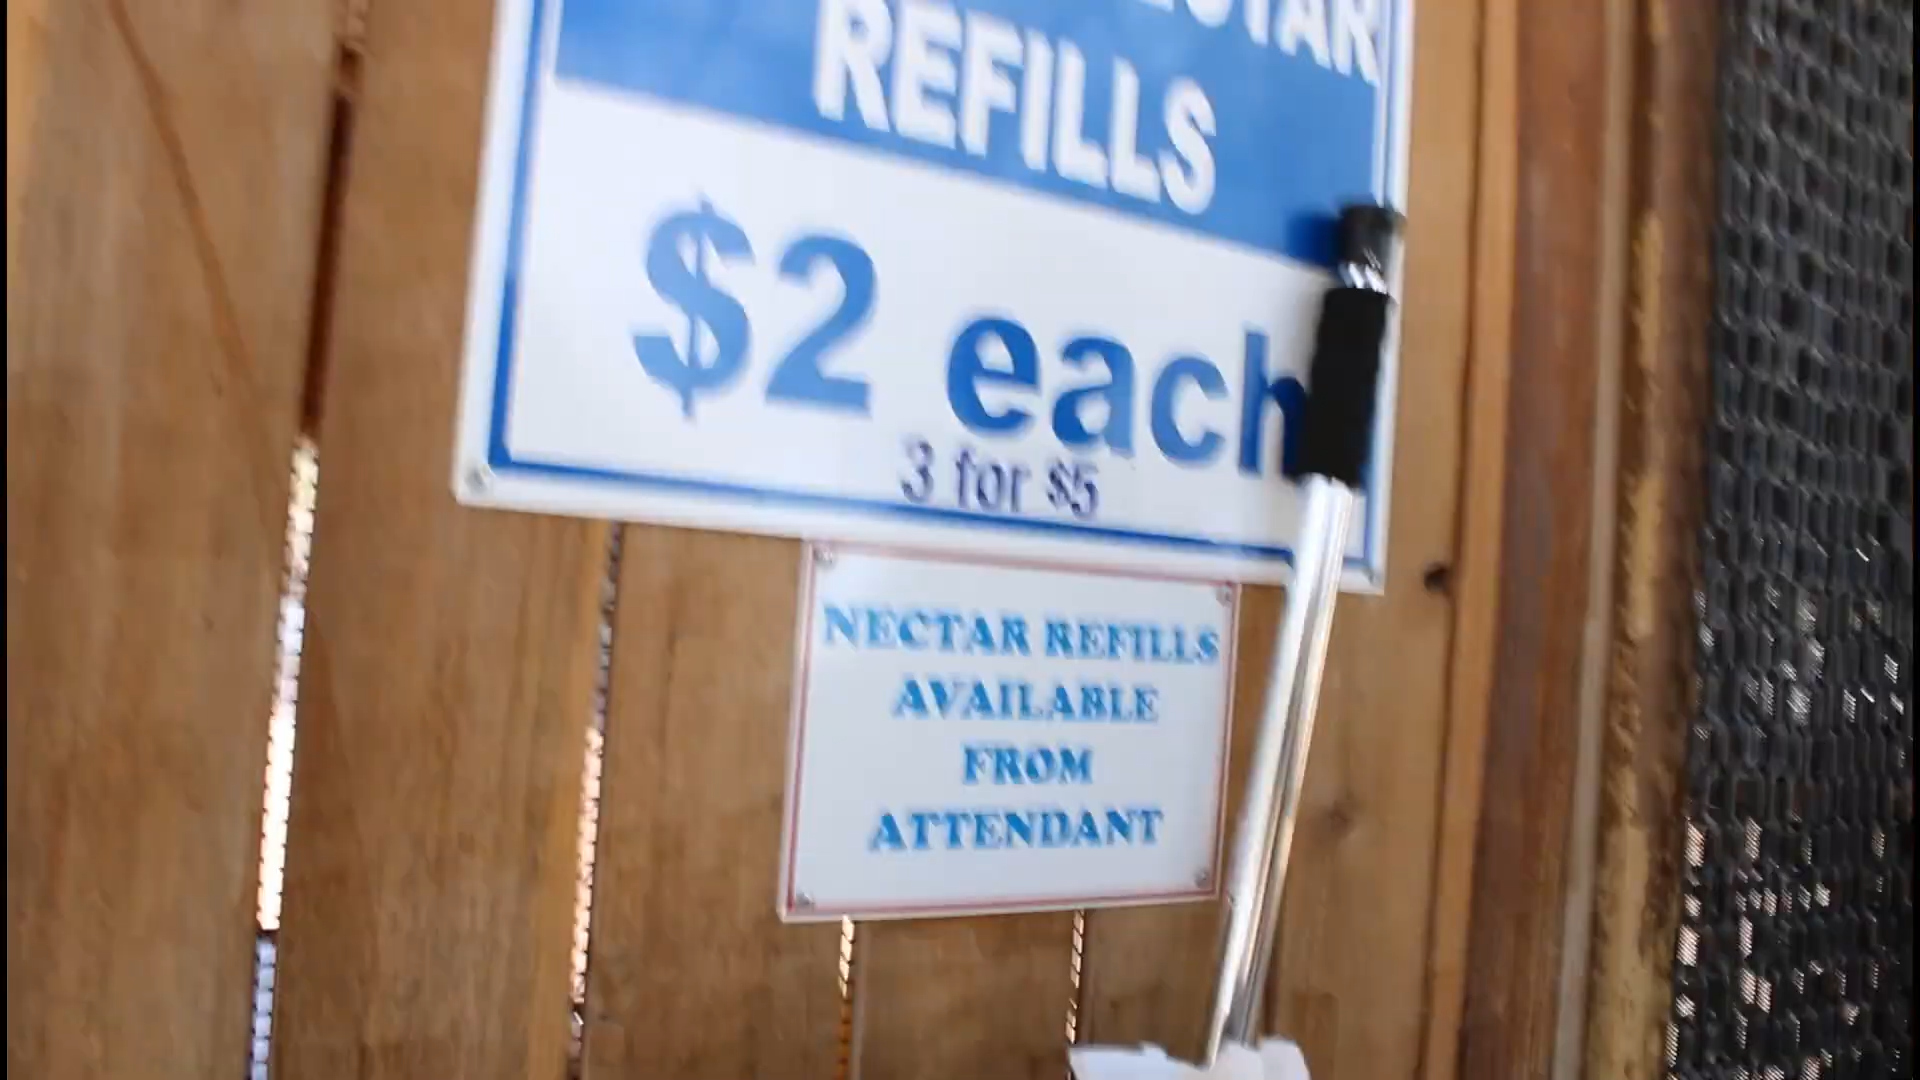 REFILLS
$2 each
3 for $5
NECTAR REFILLS
AVAILABLE
FROM
ATTENDANT